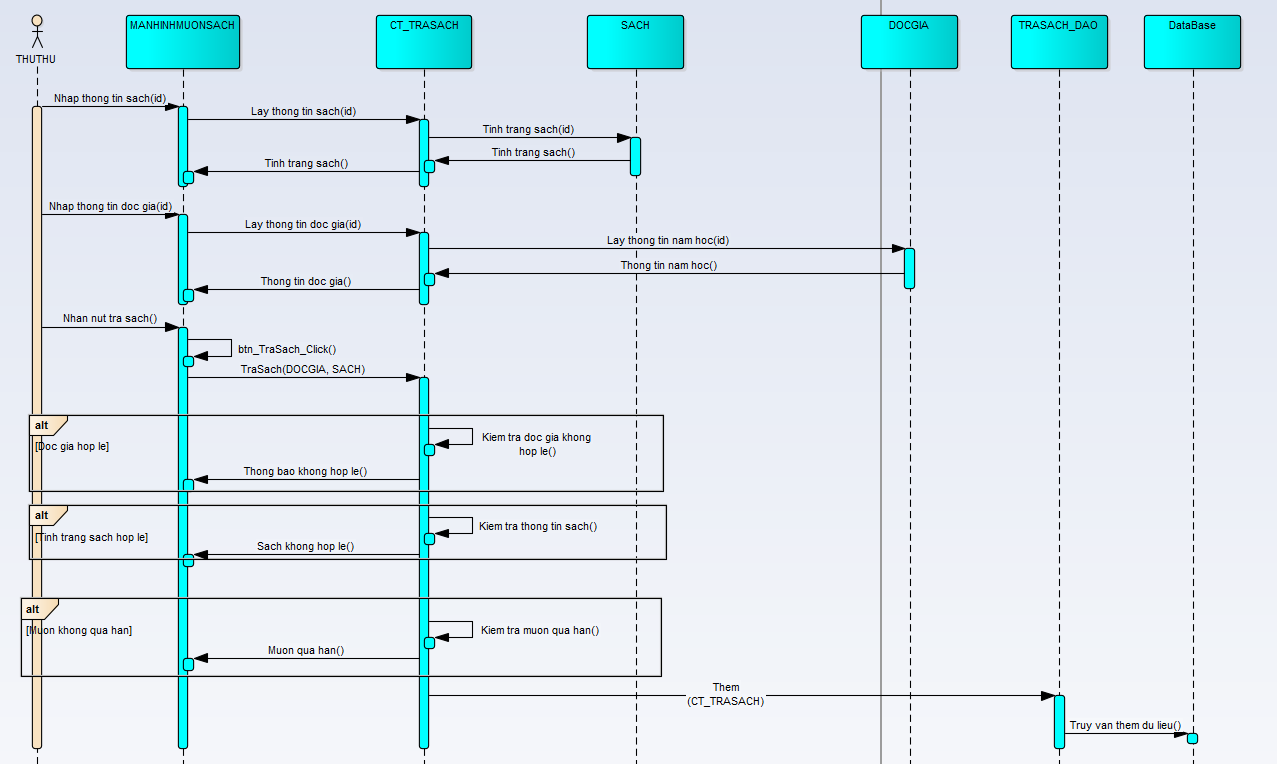 THUTHU
MANHINHMUONSACH
CT_TRASACH
SACH
DOCGIA
TRASACH_DAO
DataBase
Nhap thong tin sach(id)
Lay thong tin sach(id)
Tinh trang sach(id)
Tinh trang sach()
Tinh trang sach()
Nhap thong tin doc gia(id)
Lay thong tin doc gia(id)
Lay thong tin nam hoc(id)
Thong tin nam hoc()
Thong tin doc gia()
Nhan nut tra sach()
btn_TraSach_Click()
TraSach(DOCGIA, SACH)
alt
[Doc gia hop le]
Kiem tra doc gia khong
hop le()
Thong bao khong hop le()
alt
[Tinh trang sach hop le]
Kiem tra thong tin sach()
Sach khong hop le()
alt
[Muon khong qua han]
Kiem tra muon qua han()
Muon qua han()
Them
(CT_TRASACH)
Truy van them du lieu()